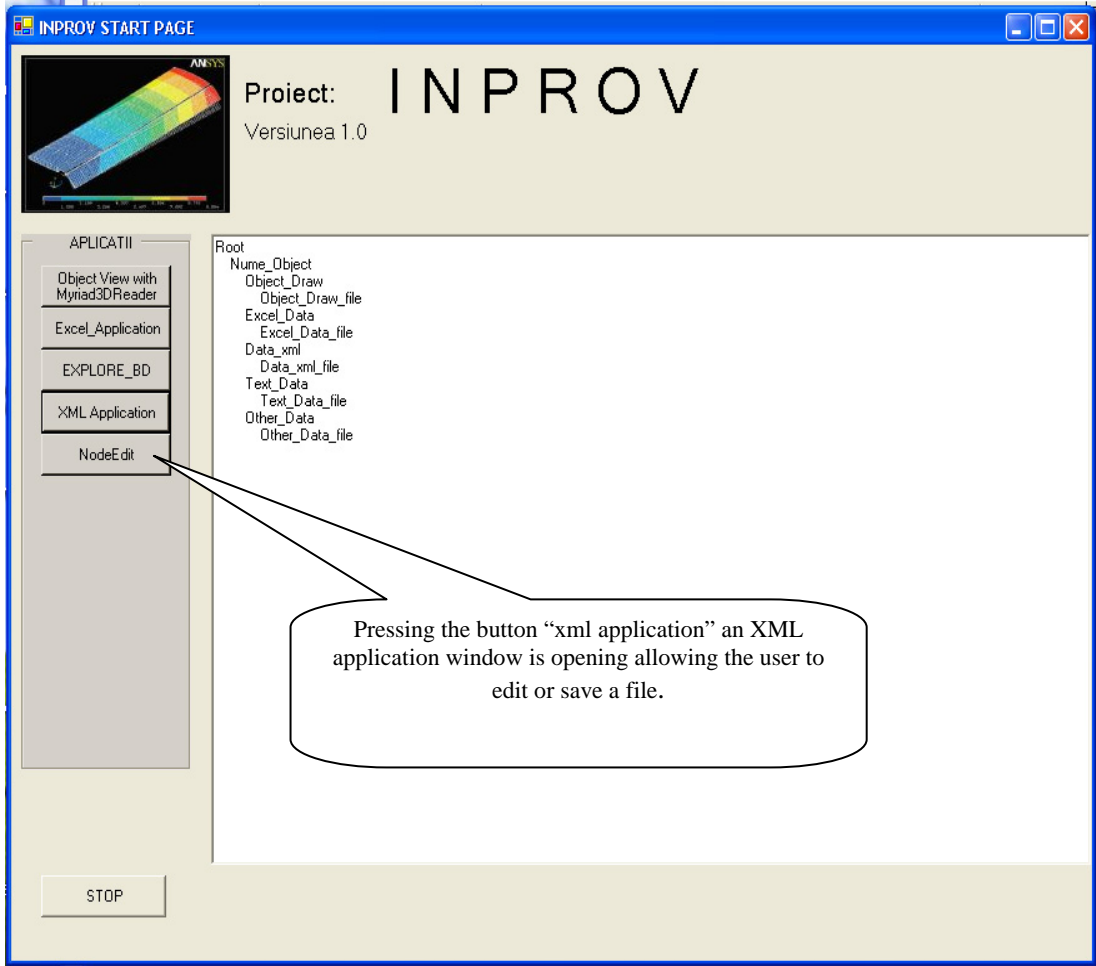 INPROV START PAGE
ANSYS
Proiect: I N P R O V
Versiunea 1.0
APLICATII
Object View with
Myriad3DReader
Excel_Application
EXPLORE_BD
XML Application
NodeEdit
Root
Nume_Object
Object_Draw
Object_Draw_file
Excel_Data
Excel_Data_file
Data_xml
Data_xml_file
Text_Data
Text_Data_file
Other_Data
Other_Data_file
Pressing the button “xml application” an XML
application window is opening allowing the user to
edit or save a file.
STOP